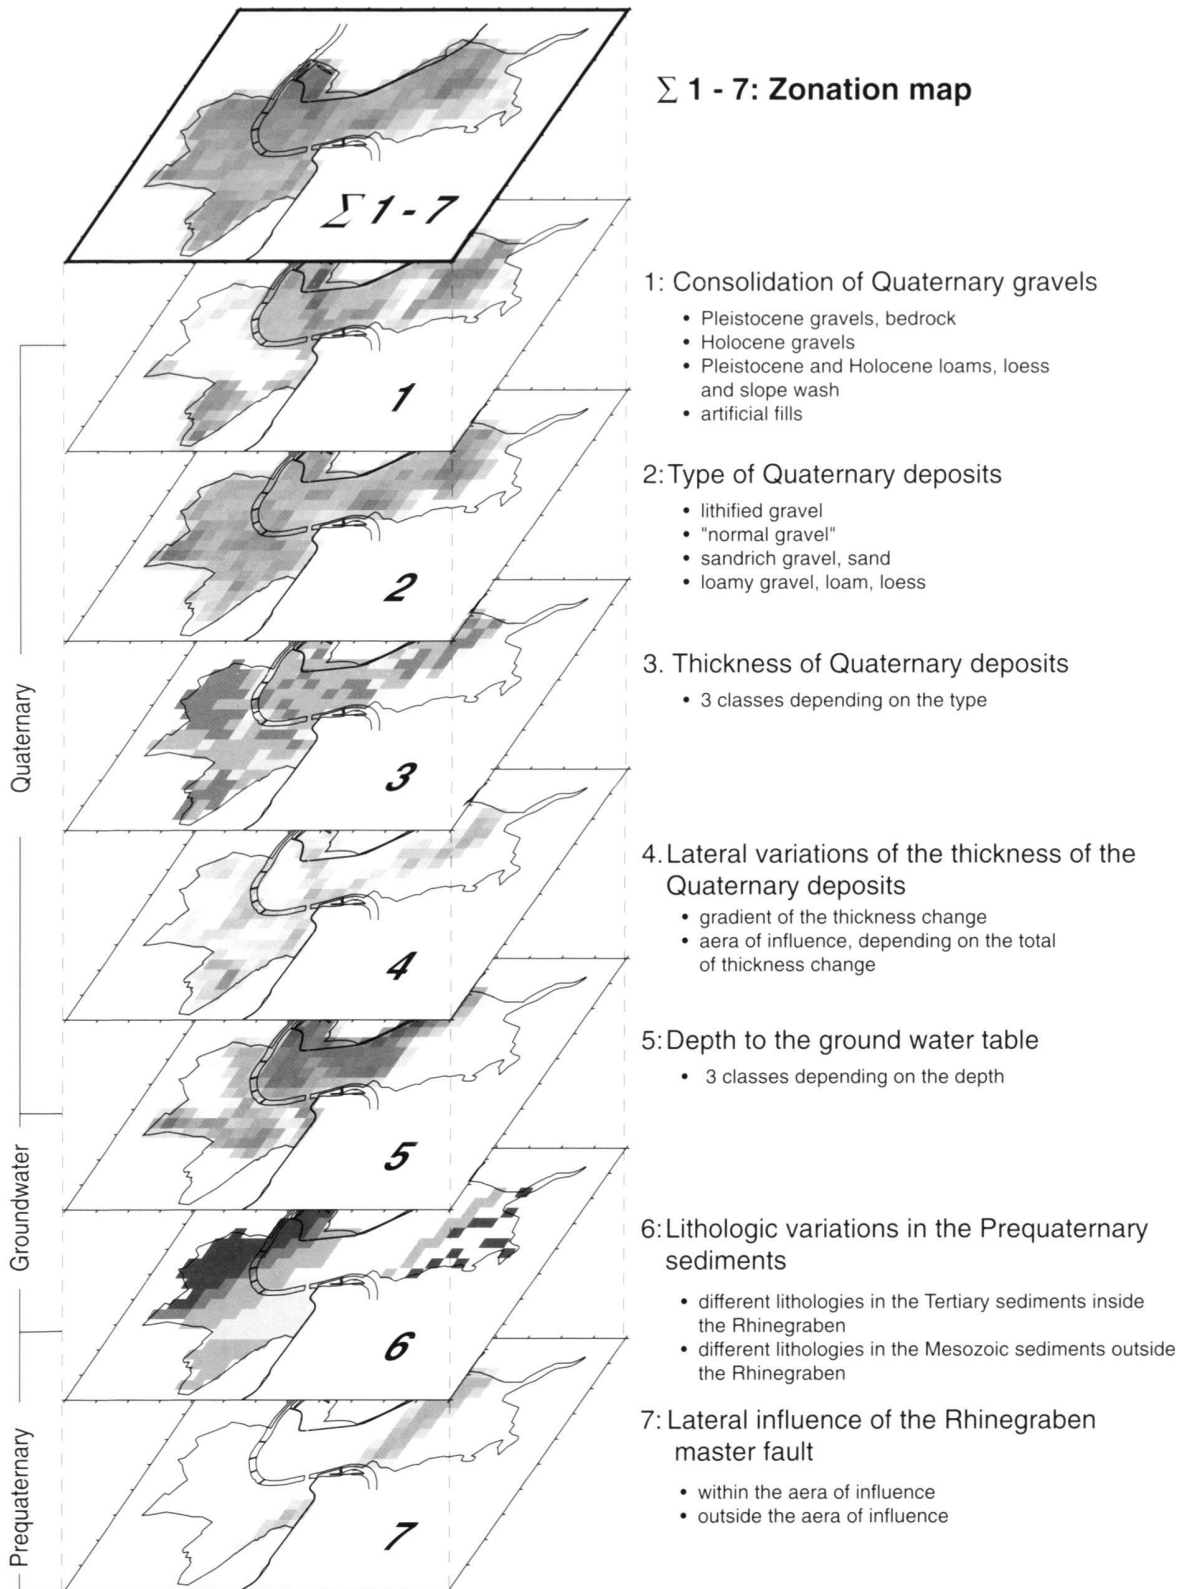 ∑ 1 - 7: Zonation map
∑ 1 - 7
1: Consolidation of Quaternary gravels
• Pleistocene gravels, bedrock
• Holocene gravels
• Pleistocene and Holocene loams, loess
and slope wash
• artificial fills
1
2: Type of Quaternary deposits
• lithified gravel
• "normal gravel"
• sandrich gravel, sand
• loamy gravel, loam, loess
2
3. Thickness of Quaternary deposits
• 3 classes depending on the type
3
4. Lateral variations of the thickness of the
Quaternary deposits
• gradient of the thickness change
• aera of influence, depending on the total
of thickness change
4
5: Depth to the ground water table
• 3 classes depending on the depth
5
6: Lithologic variations in the Prequaternary
sediments
• different lithologies in the Tertiary sediments inside
the Rhinegraben
• different lithologies in the Mesozoic sediments outside
the Rhinegraben
6
7: Lateral influence of the Rhinegraben
master fault
• within the aera of influence
• outside the aera of influence
7
Quaternary
Groundwater
Prequaternary